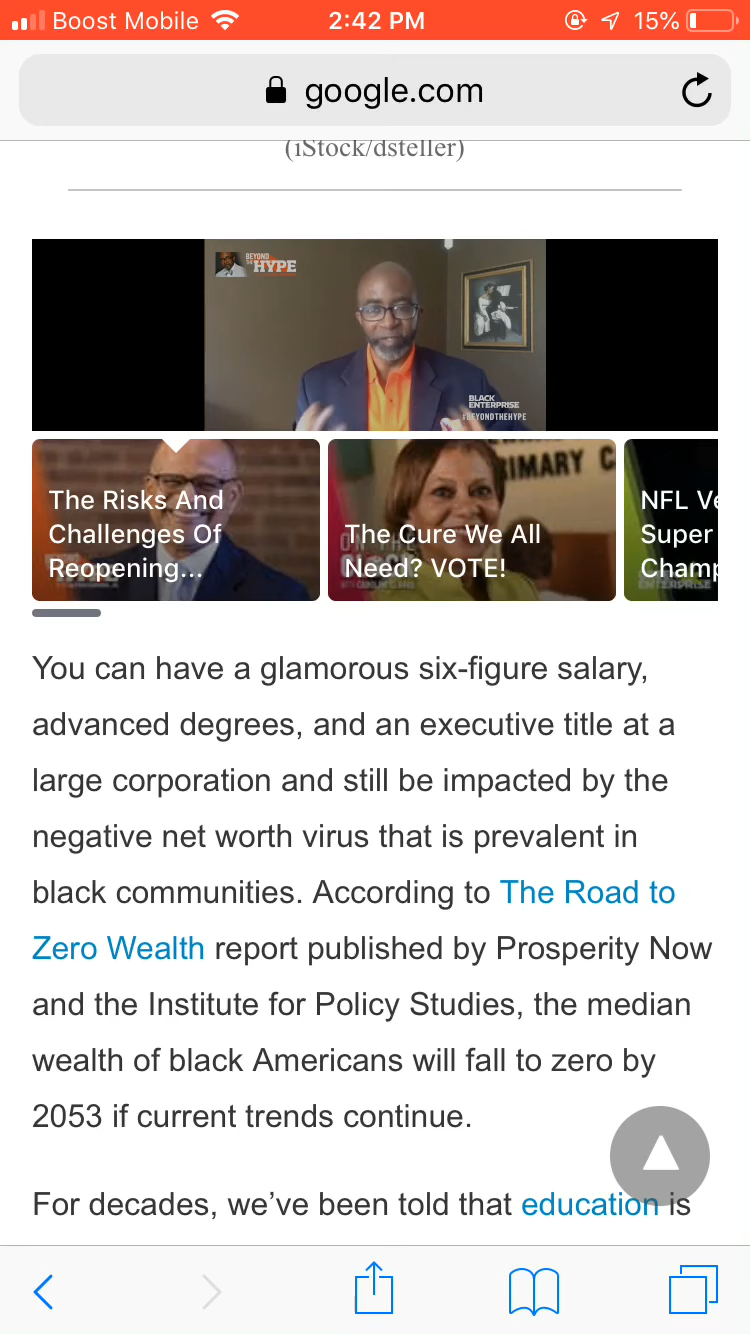 Boost Mobile 2:42 PM 15%
google.com
(iStock/dsteller)
BEYOND
THE HYPE
BLACK
ENTERPRISE
#BEYONDTHEHYPE
The Risks And
Challenges Of
Reopening...
IMARY C
The Cure We All
Need? VOTE!
NFL Ve
Super
Champ
ENTERPRISE
You can have a glamorous six-figure salary,
advanced degrees, and an executive title at a
large corporation and still be impacted by the
negative net worth virus that is prevalent in
black communities. According to The Road to
Zero Wealth report published by Prosperity Now
and the Institute for Policy Studies, the median
wealth of black Americans will fall to zero by
2053 if current trends continue.
For decades, we've been told that education is